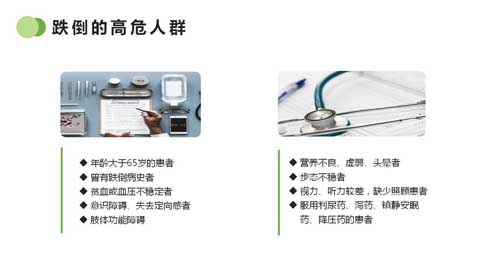 跌倒的高危人群
◆ 年龄大于65岁的患者
◆ 曾有跌倒病史者
◆ 贫血或血压不稳定者
◆ 意识障碍、失去定向感者
◆ 肢体功能障碍
◆ 营养不良、虚弱、头晕者
◆ 步态不稳者
◆ 视力、听力较差，缺少照顾患者
◆ 服用利尿药、泻药、镇静安眠
药、降压药的患者